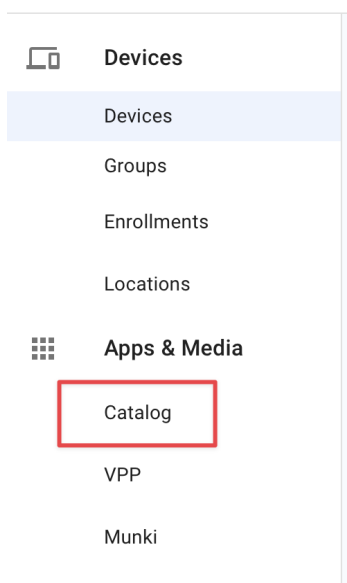 Devices
Devices
Groups
Enrollments
Locations
Apps & Media
Catalog
VPP
Munki